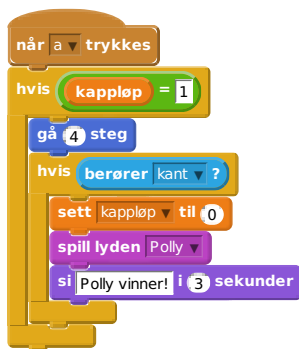 når a trykkes
hvis kappløp = 1
gå 4 steg
hvis berører kant ?
sett kappløp til 0
spill lyden Polly
si Polly vinner! i 3 sekunder